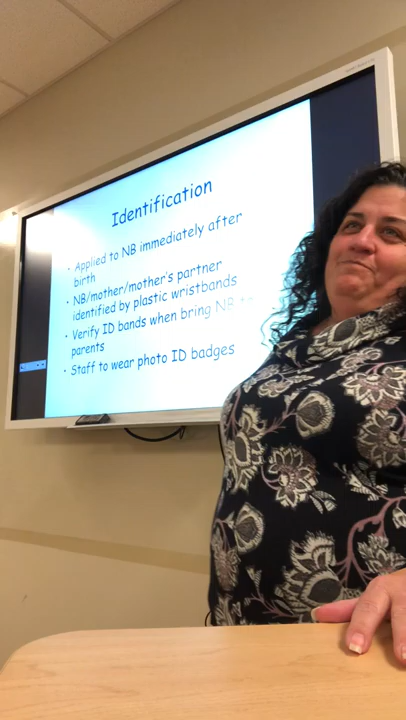 Identification
• Applied to NB immediately after
birth
• NB/mother/mother's partner
identified by plastic wristbands
• Verify ID bands when bring NB to
parents
• Staff to wear photo ID badges